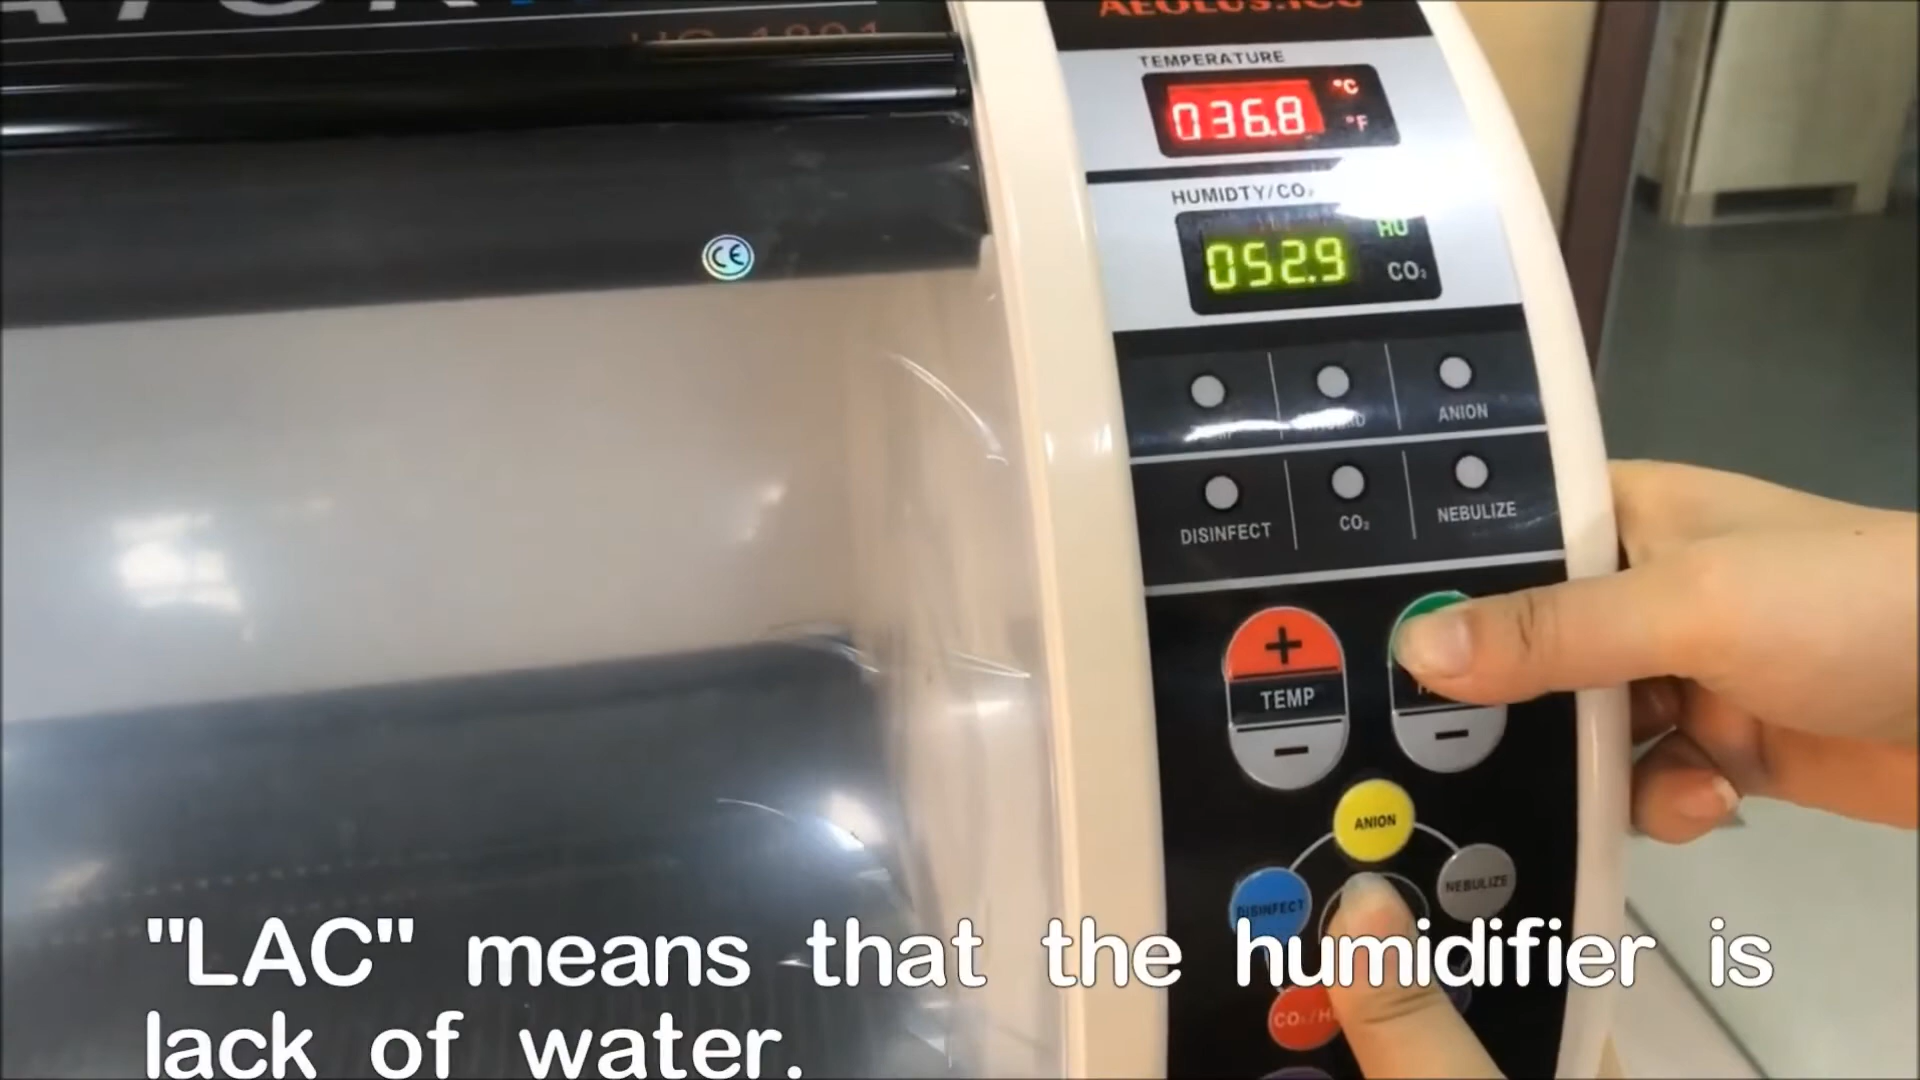 AEOLUS.ICU
TEMPERATURE
036.8
°C
°F
HUMIDTY/CO₂
HU
052.9
CO₂
ANION
DISINFECT
CO₂
NEBULIZE
+
TEMP
−
−
ANION
DISINFECT
NEBULIZE
CE
"LAC" means that the humidifier is
lack of water.